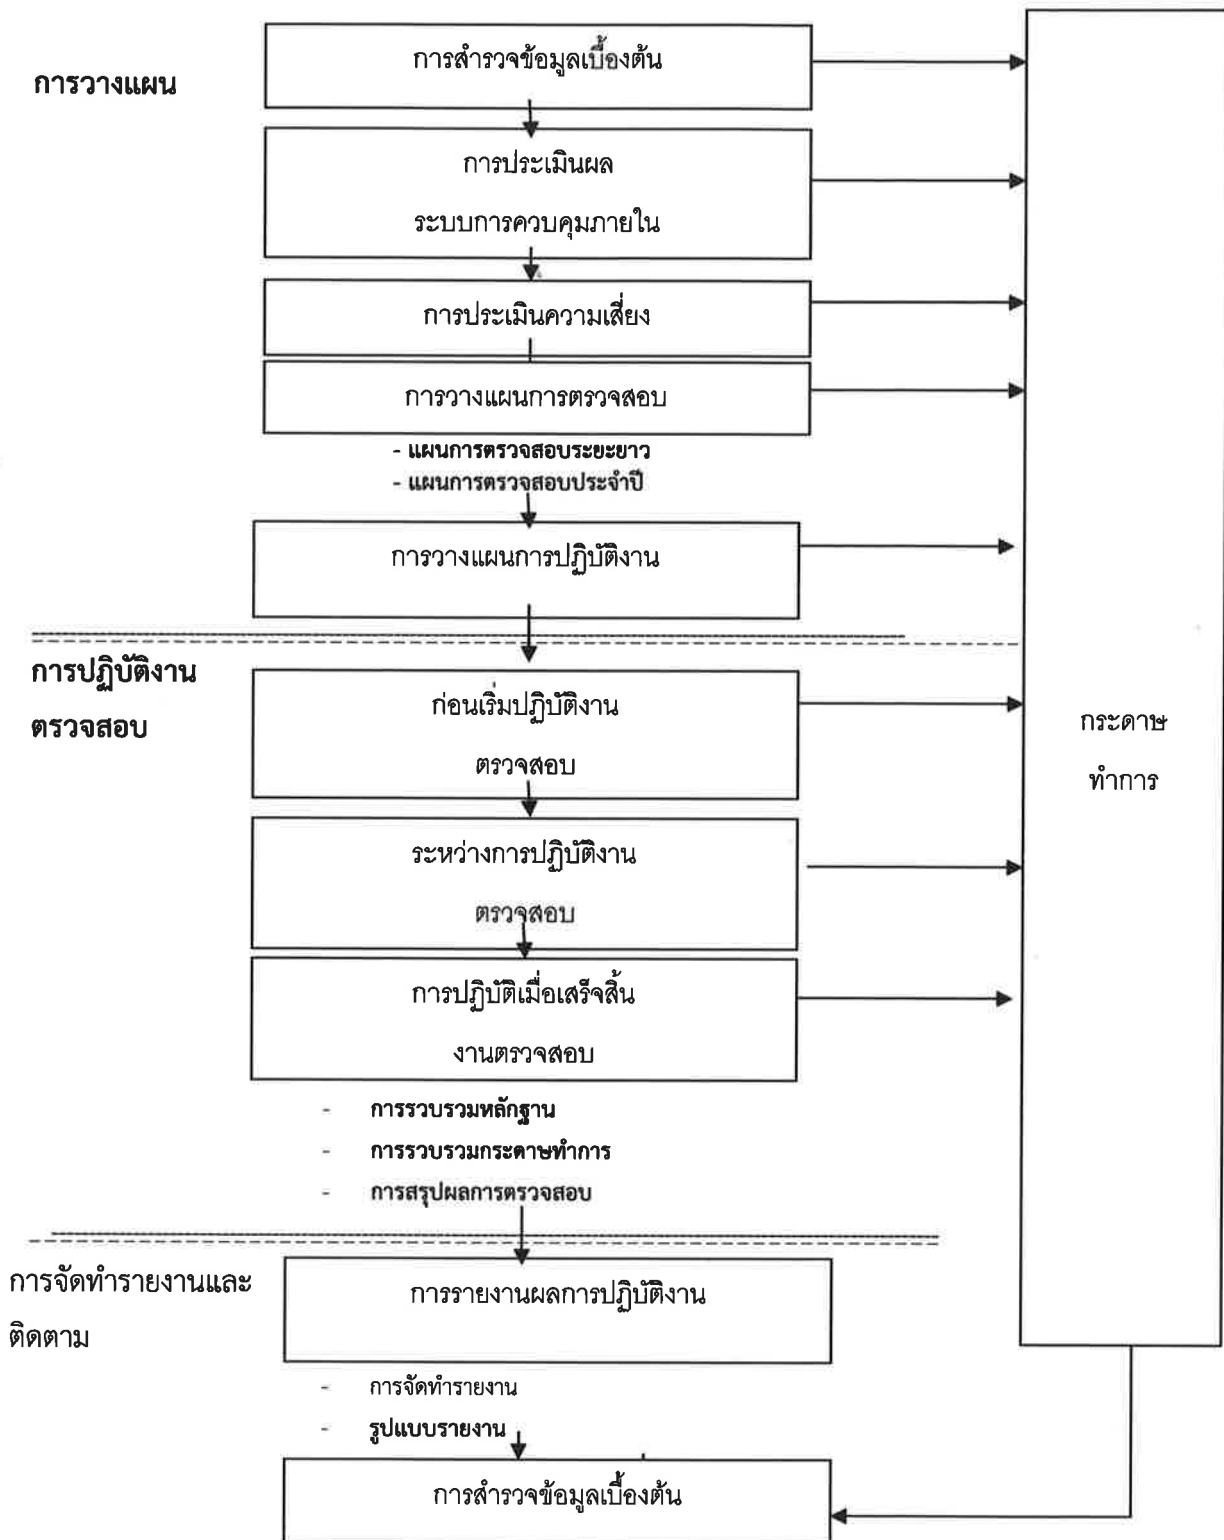 การวางแผน
การสำรวจข้อมูลเบื้องต้น
การประเมินผล
ระบบการควบคุมภายใน
การประเมินความเสี่ยง
การวางแผนการตรวจสอบ
- แผนการตรวจสอบระยะยาว
- แผนการตรวจสอบประจำปี
การวางแผนการปฏิบัติงาน
การปฏิบัติงาน
ตรวจสอบ
ก่อนเริ่มปฏิบัติงาน
ตรวจสอบ
ระหว่างการปฏิบัติงาน
ตรวจสอบ
การปฏิบัติเมื่อเสร็จสิ้น
งานตรวจสอบ
- การรวบรวมหลักฐาน
- การรวบรวมกระดาษทำการ
- การสรุปผลการตรวจสอบ
กระดาษ
ทำการ
การจัดทำรายงานและ
ติดตาม
การรายงานผลการปฏิบัติงาน
- การจัดทำรายงาน
- รูปแบบรายงาน
การสำรวจข้อมูลเบื้องต้น